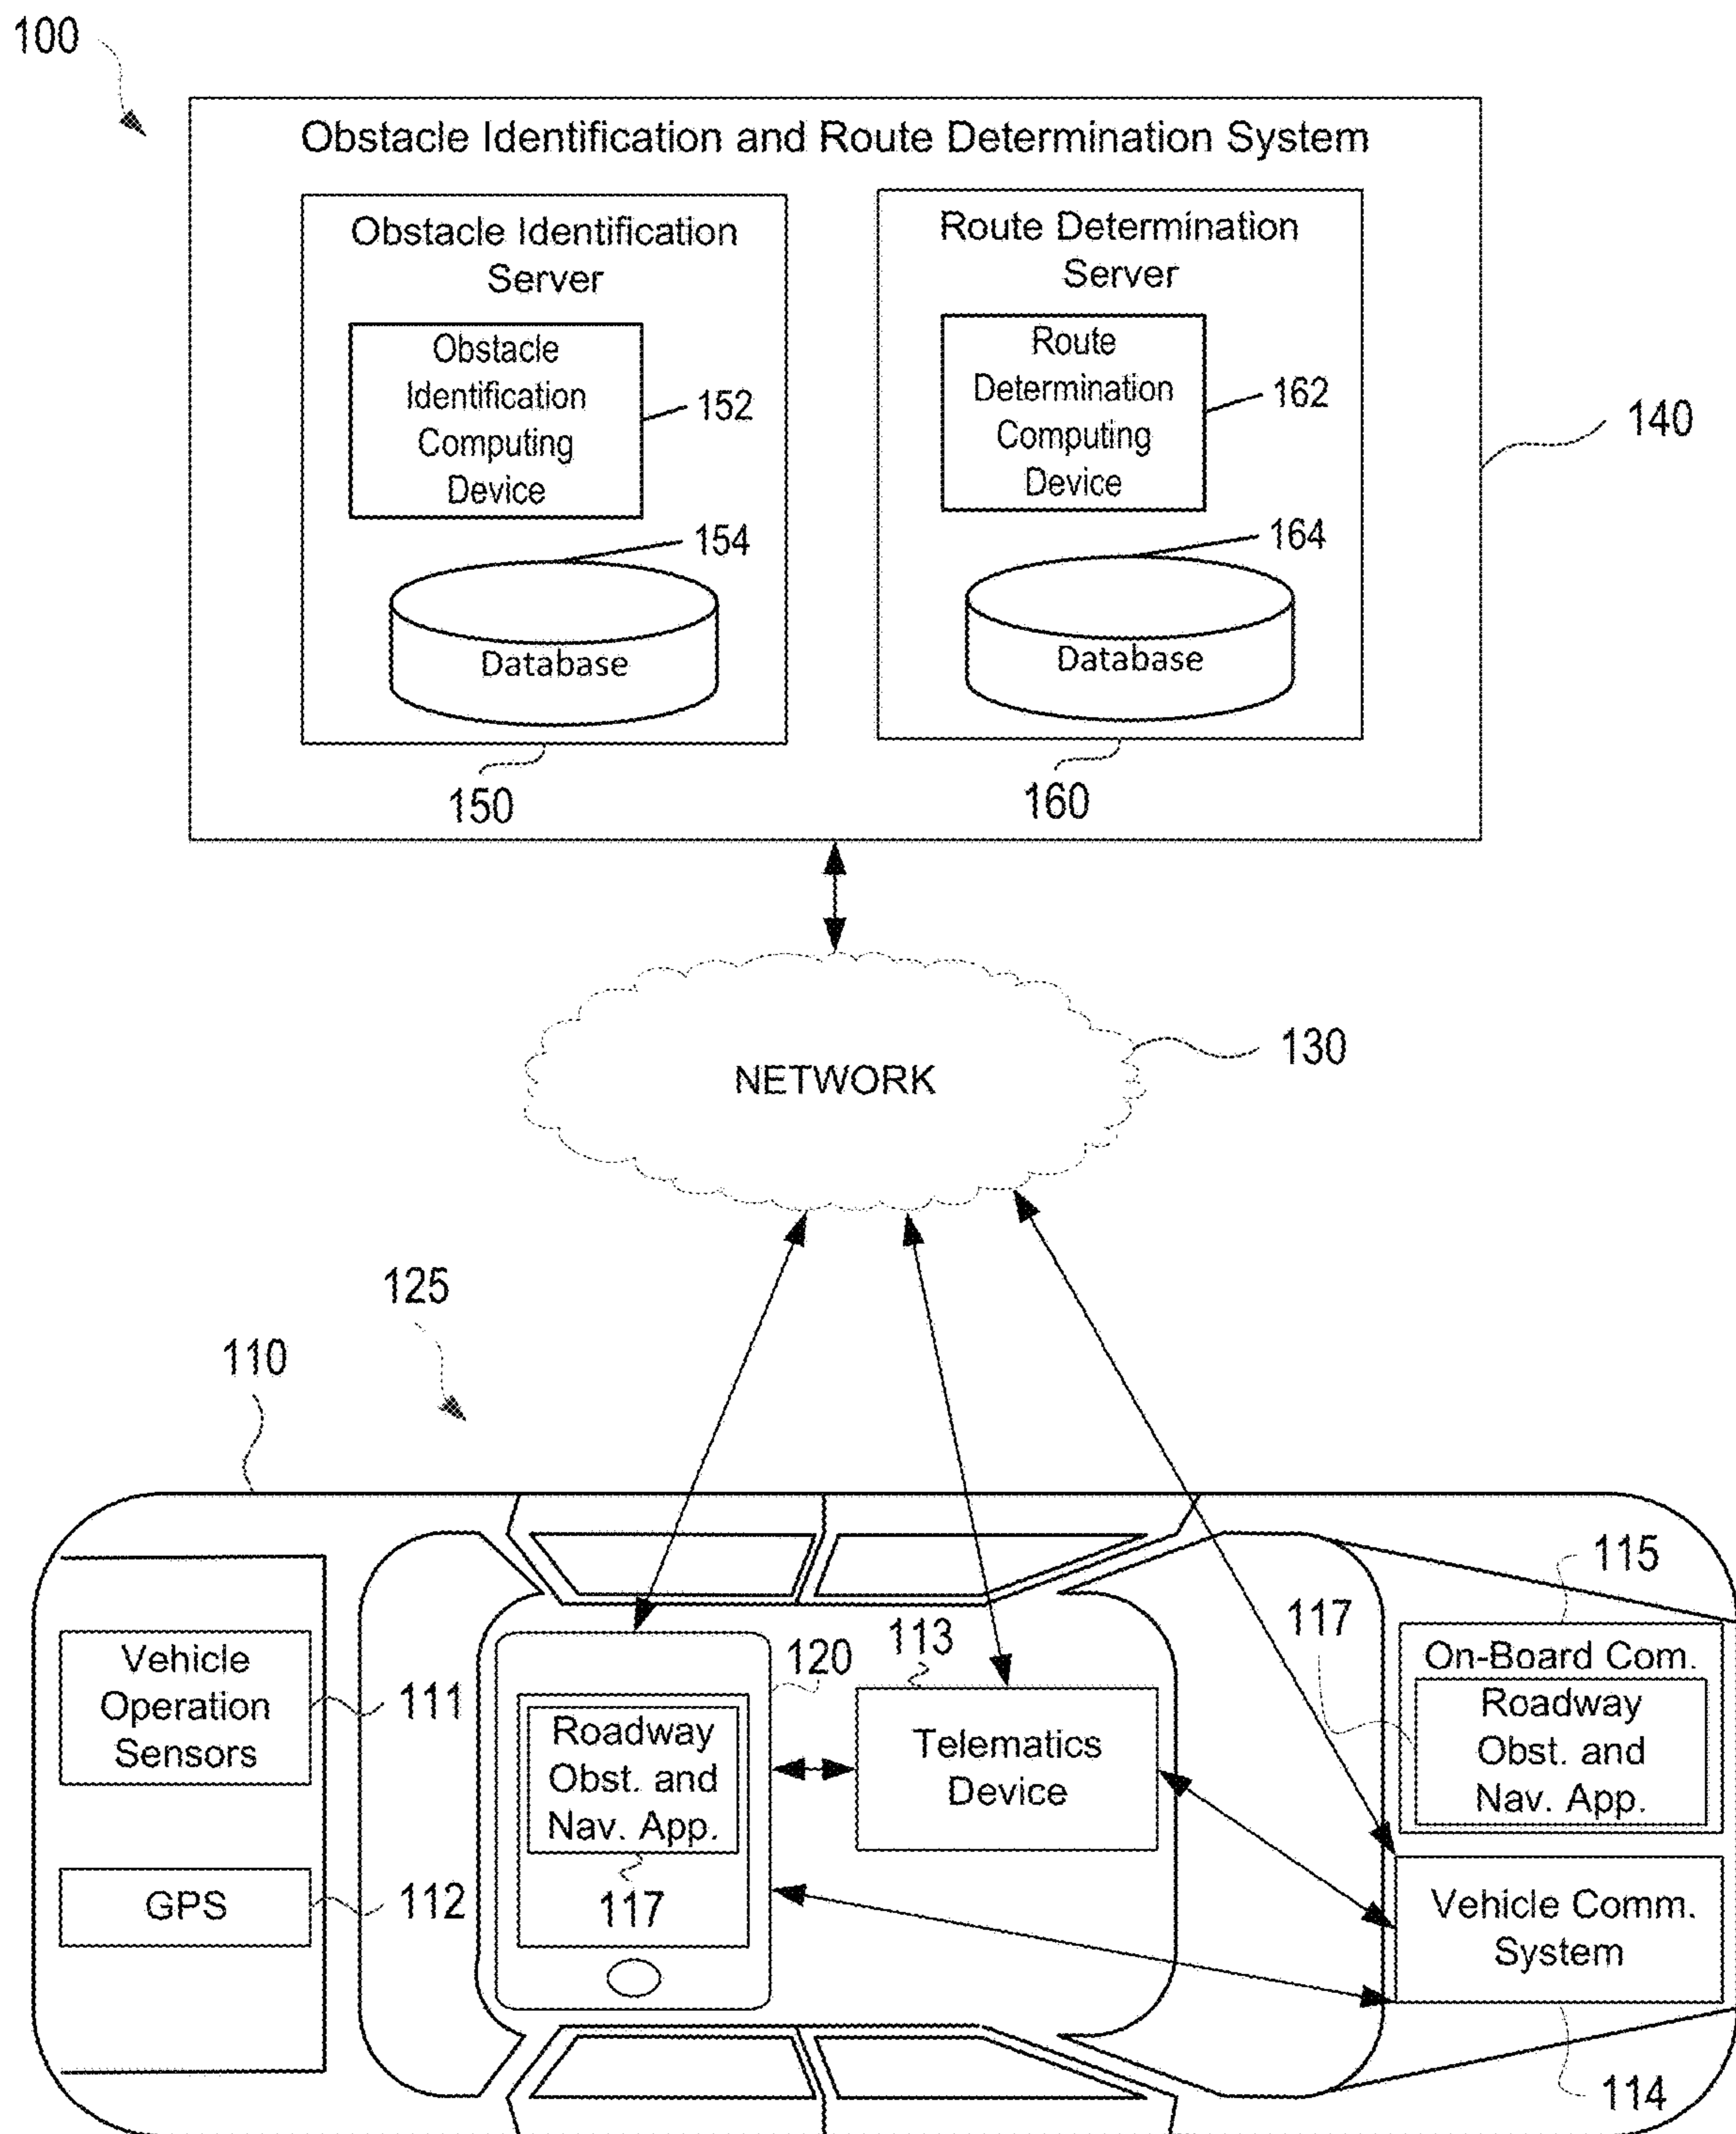 100
Obstacle Identification and Route Determination System
Obstacle Identification
Server
Obstacle
Identification
Computing
Device
152
154
Database
150
Route Determination
Server
Route
Determination
Computing
Device
162
164
Database
160
140
NETWORK
130
125
110
Vehicle
Operation
Sensors
111
GPS
112
120
Roadway
Obst. and
Nav. App.
117
113
Telematics
Device
117
115
On-Board Com.
Roadway
Obst. and
Nav. App.
Vehicle Comm.
System
114